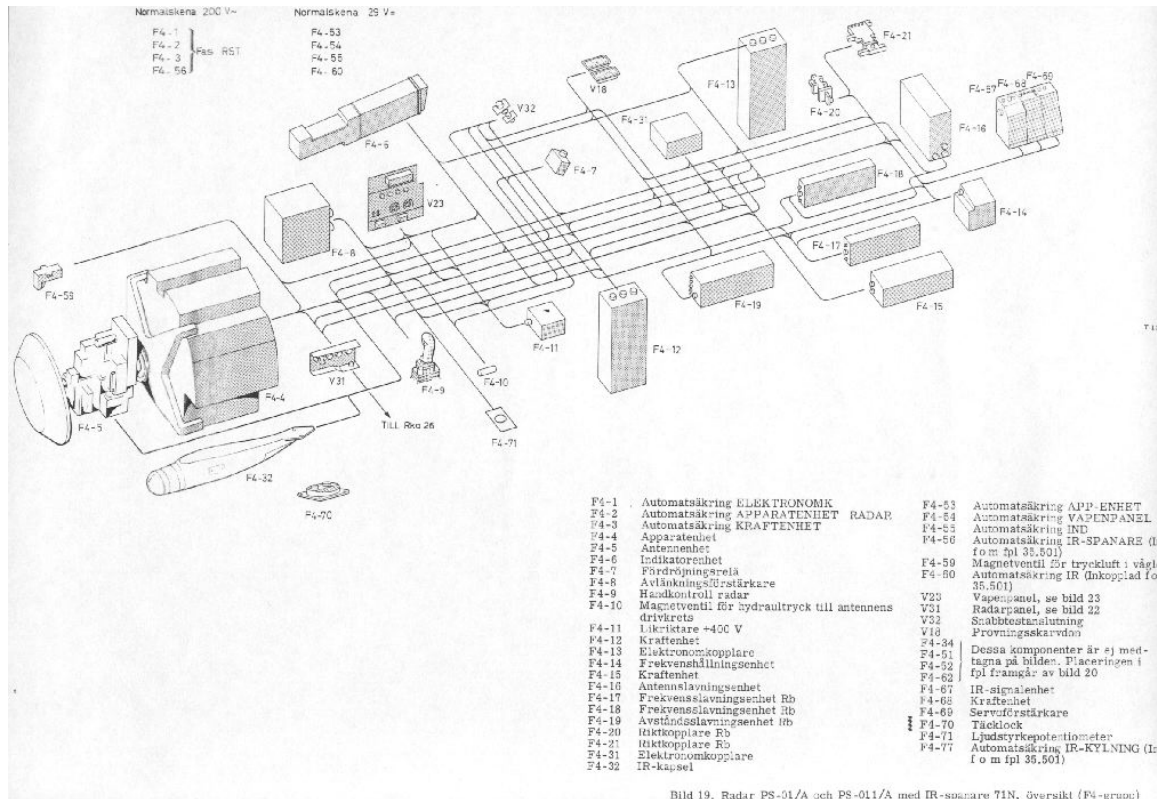 Normalskena 200 V~
F4-1
F4-2
F4-3
F4-56
Fas RST
Normalskena 29 V=
F4-53
F4-54
F4-55
F4-60
F4-6
V32
V18
F4-31
F4-13
F4-21
F4-20
F4-16
F4-67
F4-68
F4-69
F4-7
V23
F4-8
F4-18
F4-14
F4-17
F4-59
F4-19
F4-15
F4-11
F4-12
F4-4
V31
F4-9
F4-10
F4-5
TILL Rka 26
F4-71
F4-32
F4-70
F4-1 Automatsäkring ELEKTRONOMK
F4-2 Automatsäkring APPARATENHET RADAR
F4-3 Automatsäkring KRAFTENHET
F4-4 Apparatenhet
F4-5 Antennenhet
F4-6 Indikatorenhet
F4-7 Fördröjningsrelä
F4-8 Avlänkningsförstärkare
F4-9 Handkontroll radar
F4-10 Magnetventil för hydraultryck till antennens
drivkrets
F4-11 Likriktare +400 V
F4-12 Kraftenhet
F4-13 Elektronomkopplare
F4-14 Frekvenshållningsenhet
F4-15 Kraftenhet
F4-16 Antennslavningsenhet
F4-17 Frekvensslavningsenhet Rb
F4-18 Frekvensslavningsenhet Rb
F4-19 Avståndsslavningsenhet Rb
F4-20 Riktkopplare Rb
F4-21 Riktkopplare Rb
F4-31 Elektronomkopplare
F4-32 IR-kapsel
F4-53 Automatsäkring APP-ENHET
F4-54 Automatsäkring VAPENPANEL
F4-55 Automatsäkring IND
F4-56 Automatsäkring IR-SPANARE
f o m fpl 35.501)
F4-59 Magnetventil för tryckluft i
F4-60 Automatsäkring IR (Inkopplad
35.501)
V23 Vapenpanel, se bild 23
V31 Radarpanel, se bild 22
V32 Snabbtestanslutning
V18 Provningsskarvdon
F4-34
F4-51 Dessa komponenter är ej med-
F4-52 tagna på bilden. Placeringen i
F4-62 fpl framgår av bild 20
F4-67 IR-signalenhet
F4-68 Kraftenhet
F4-69 Servoförstärkare
F4-70 Täcklock
F4-71 Ljudstyrkepotentiometer
F4-77 Automatsäkring IR-KYLNING
f o m fpl 35.501)
Bild 19. Radar PS-01/A och PS-011/A med IR-spanare 71N, översikt (F4-grupp)